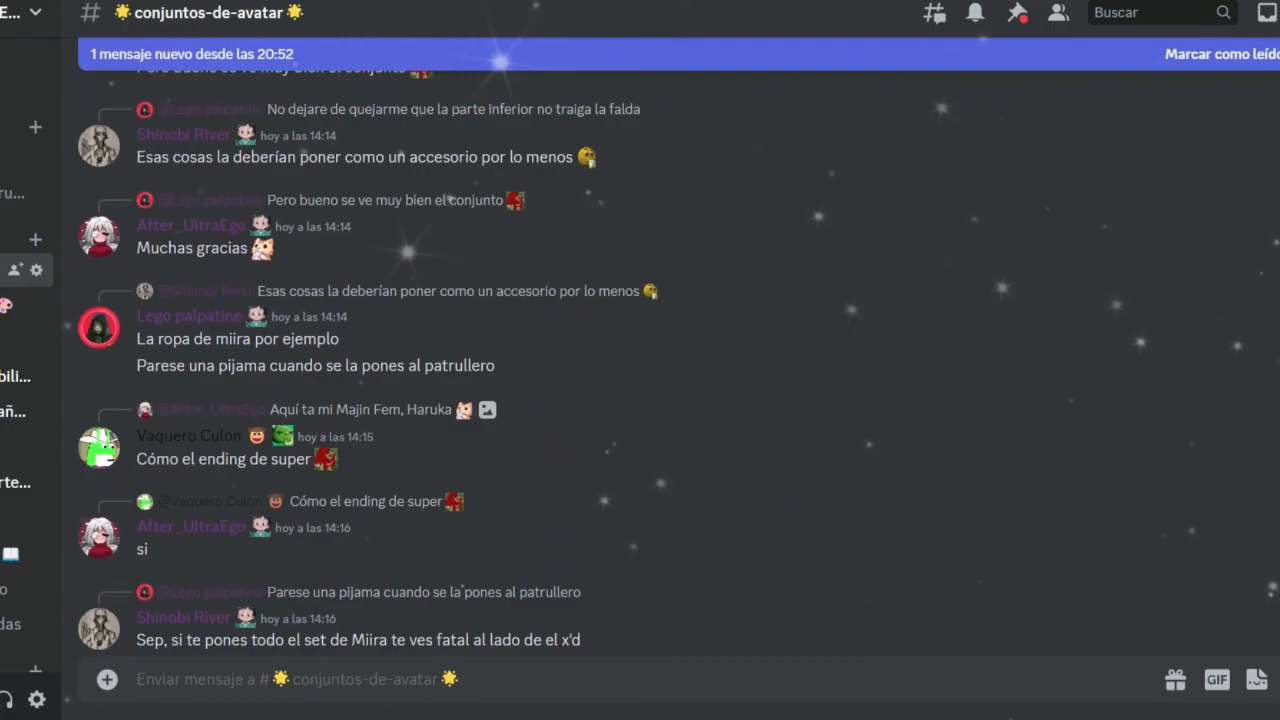 E...
# 🌟conjuntos-de-avatar🌟
Buscar
1 mensaje nuevo desde las 20:52
Marcar como leído
Pero bueno se ve muy bien el conjunto
@Lego palpatine No dejare de quejarme que la parte inferior no traiga la falda
Shinobi River hoy a las 14:14
Esas cosas la deberían poner como un accesorio por lo menos
ru...
@Lego palpatine Pero bueno se ve muy bien el conjunto
After_UltraEgo hoy a las 14:14
Muchas gracias
@Shinobi River Esas cosas la deberían poner como un accesorio por lo menos
Lego palpatine hoy a las 14:14
La ropa de miira por ejemplo
Parese una pijama cuando se la pones al patrullero
bili...
añ...
@After_UltraEgo Aquí ta mi Majin Fem, Haruka
Vaquero Culon 🤠 hoy a las 14:15
Cómo el ending de super
rte...
@Vaquero Culon 🤠 Cómo el ending de super
After_UltraEgo hoy a las 14:16
si
o
das
@Lego palpatine Parese una pijama cuando se la pones al patrullero
Shinobi River hoy a las 14:16
Sep, si te pones todo el set de Miira te ves fatal al lado de el x'd
Enviar mensaje a # 🌟conjuntos-de-avatar🌟
GIF